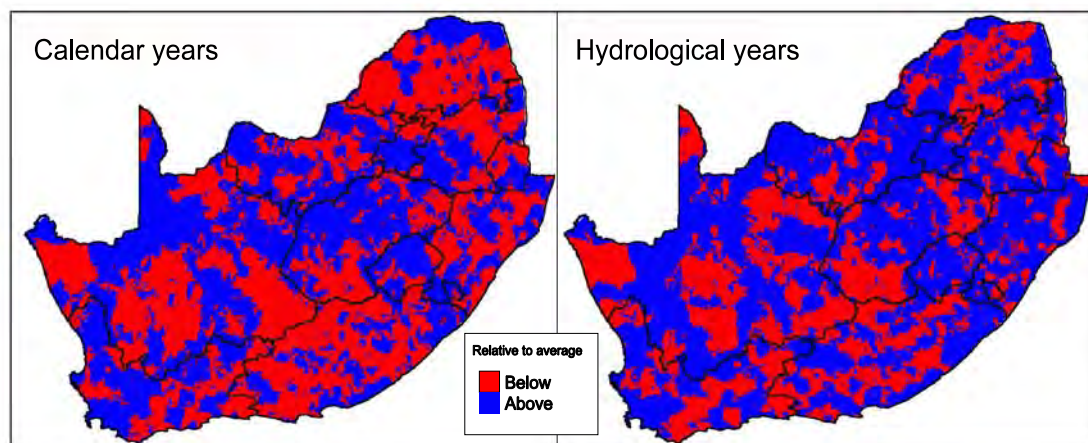 Calendar years
Hydrological years
Relative to average
Below
Above